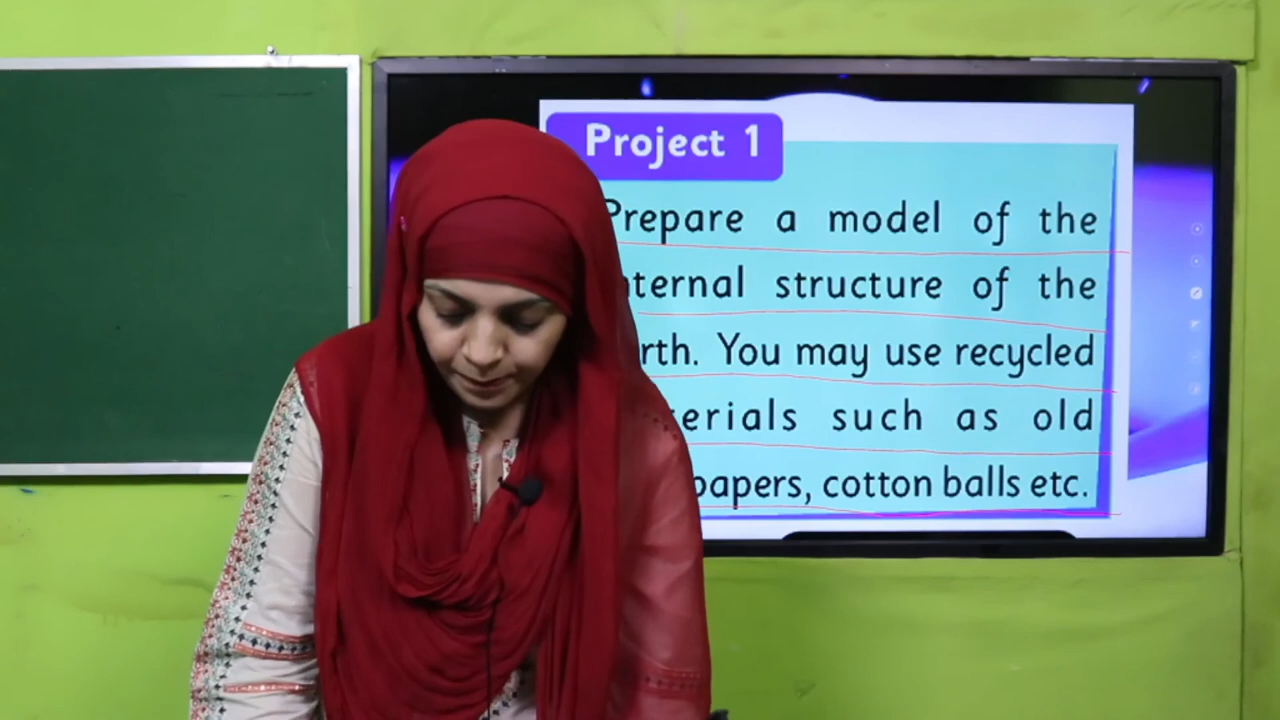 Project 1
Prepare a model of the
nternal structure of the
rth. You may use recycled
erials such as old
papers, cotton balls etc.